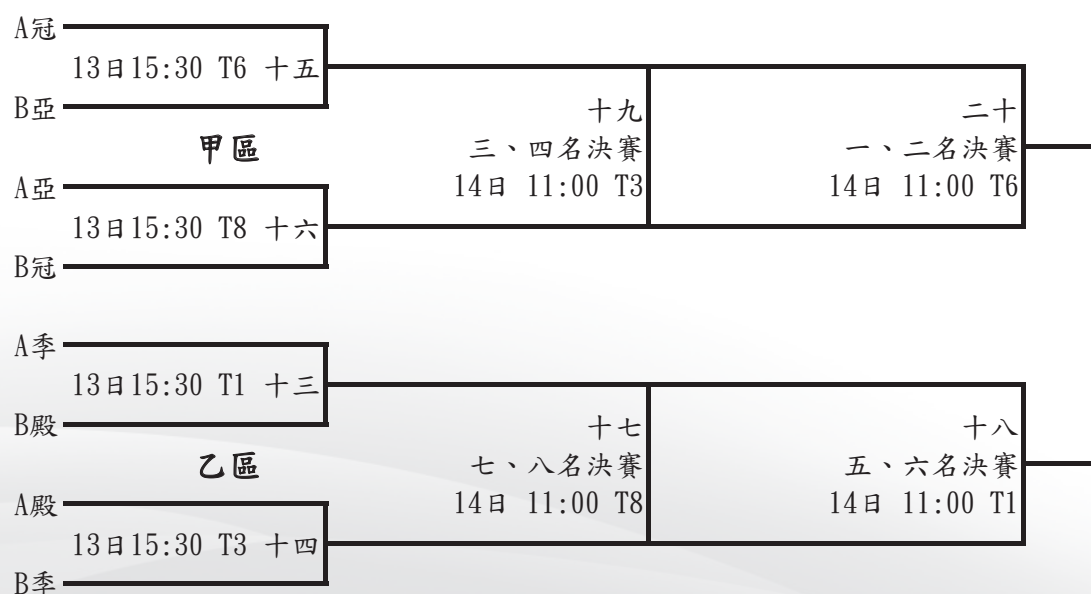 A冠
13日15:30 T6 十五
B亞
甲區
A亞
13日15:30 T8 十六
B冠
十九
三、四名決賽
14日 11:00 T3
二十
一、二名決賽
14日 11:00 T6
A季
13日15:30 T1 十三
B殿
乙區
A殿
13日15:30 T3 十四
B季
十七
七、八名決賽
14日 11:00 T8
十八
五、六名決賽
14日 11:00 T1